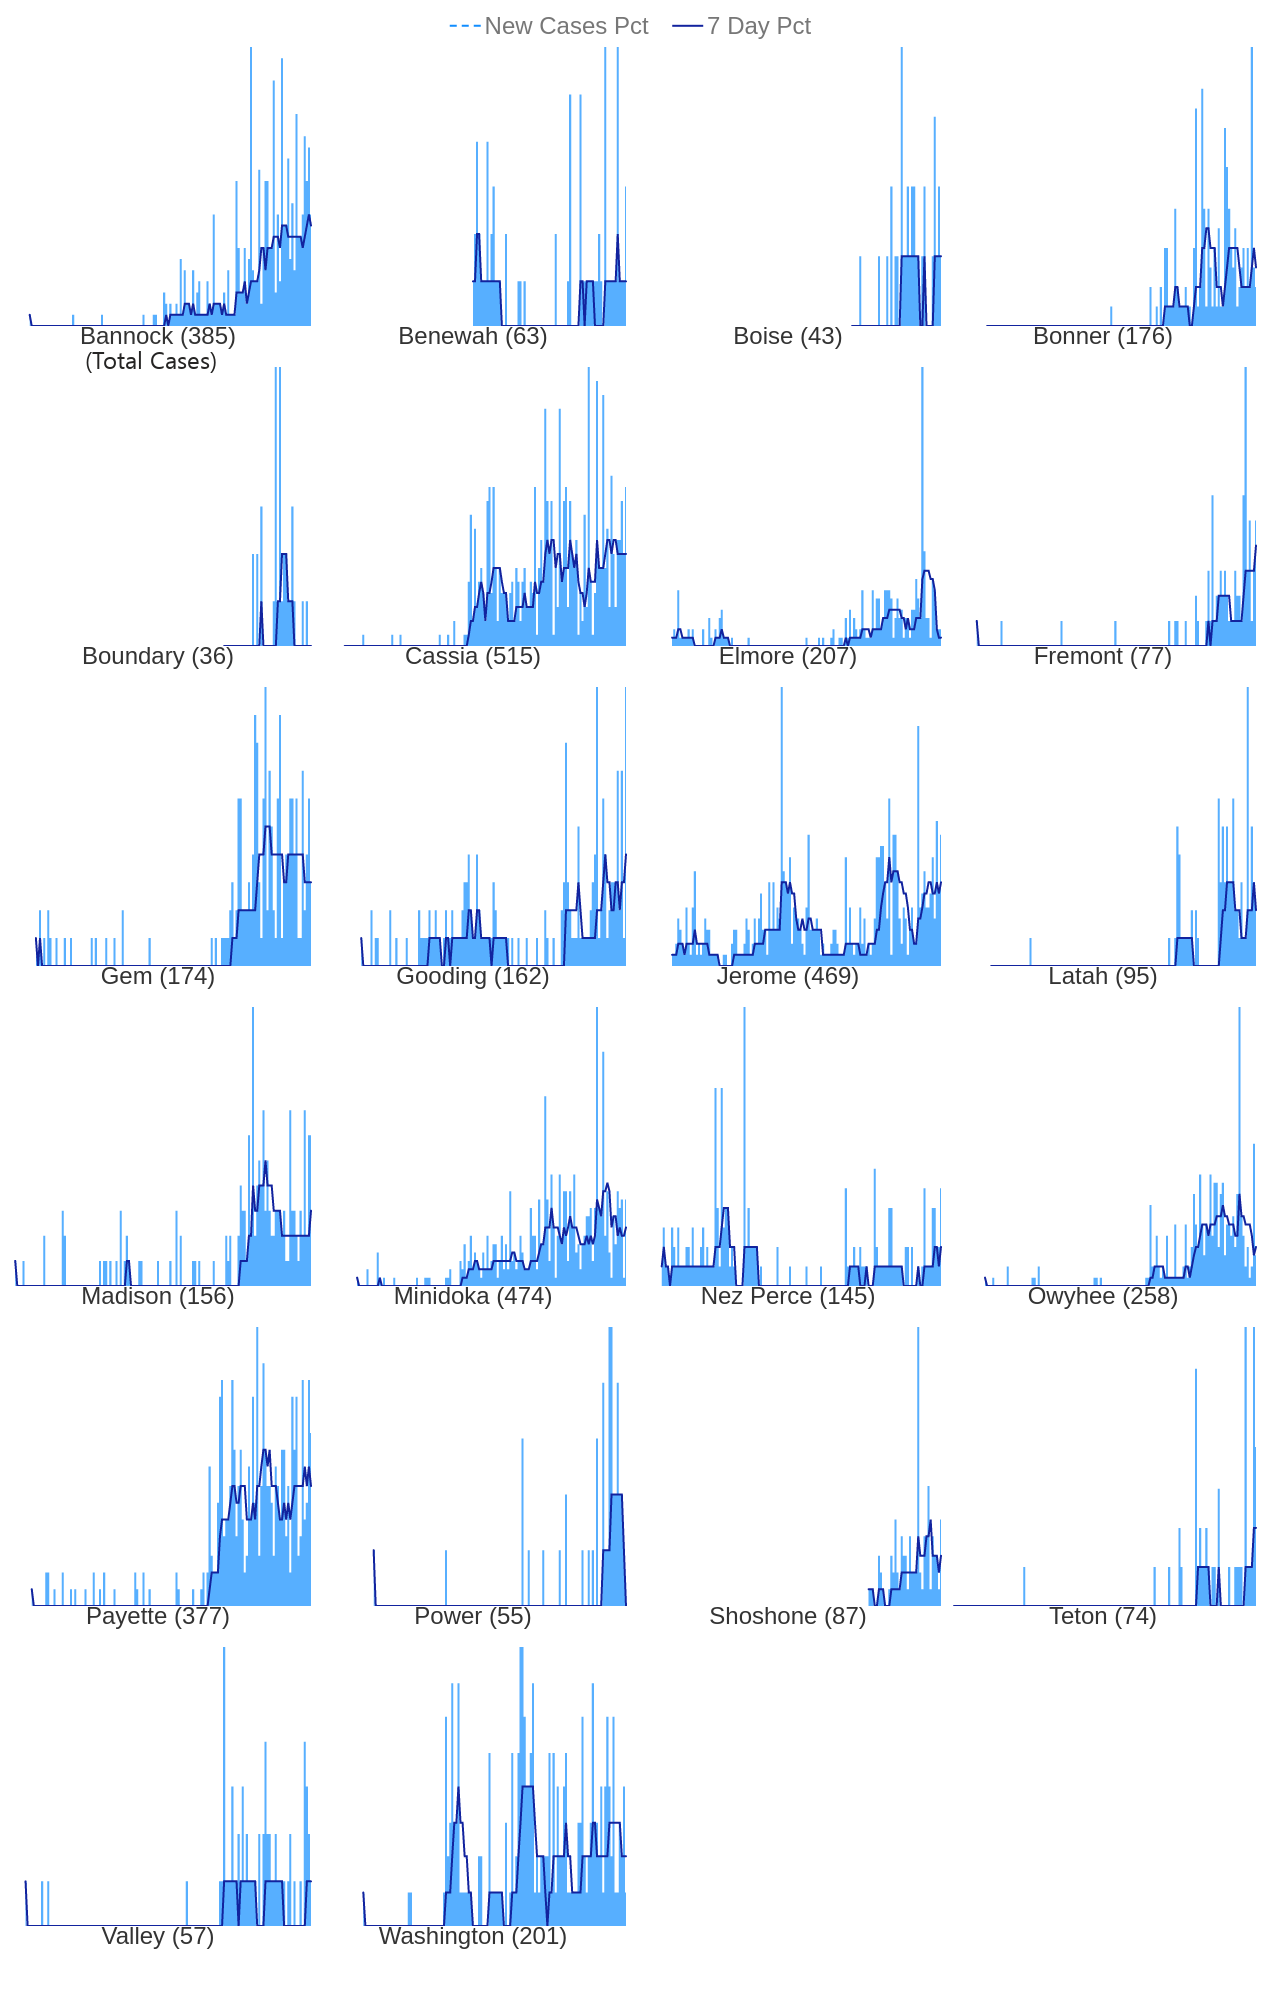 New Cases Pct 7 Day Pct
Bannock (385) Benewah (63) Boise (43) Bonner (176)
(Total Cases)
Boundary (36) Cassia (515) Elmore (207) Fremont (77)
Gem (174) Gooding (162) Jerome (469) Latah (95)
Madison (156) Minidoka (474) Nez Perce (145) Owyhee (258)
Payette (377) Power (55) Shoshone (87) Teton (74)
Valley (57) Washington (201)